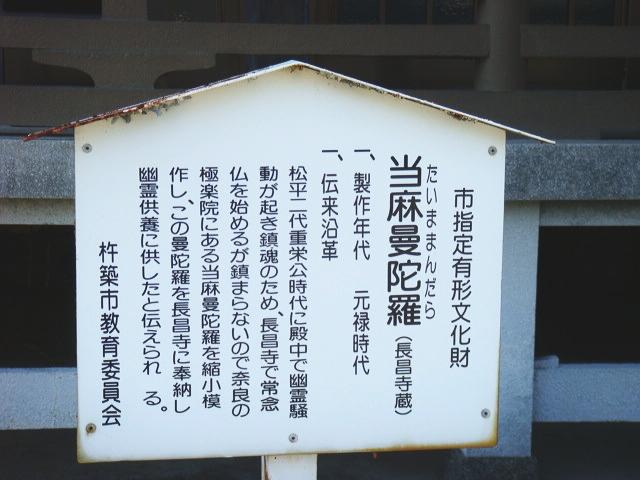 市指定有形文化財
たいままんだら
当麻曼陀羅（長昌寺蔵）
一、製作年代 元禄時代
一、伝来沿革
松平二代重栄公時代に殿中で幽霊騒
動が起き鎮魂のため、長昌寺で常念
仏を始めるが鎮まらないので奈良の
極楽院にある当麻曼陀羅を縮小模
作し、この曼陀羅を長昌寺に奉納し
幽霊供養に供したと伝えられ る。
杵築市教育委員会